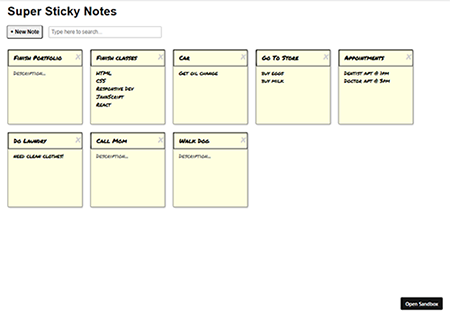 Super Sticky Notes
+ New Note
Type here to search...
Finish Portfolio x
Description...
Finish classes x
HTML
CSS
Responsive Dev
JavaScript
React
Car x
Get oil change
Go To Store x
buy eggs
buy milk
Appointments x
Dentist apt @ 1pm
Doctor apt @ 3pm
Do Laundry x
need clean clothes!
Call Mom x
Description...
Walk Dog x
Description...
Open Sandbox